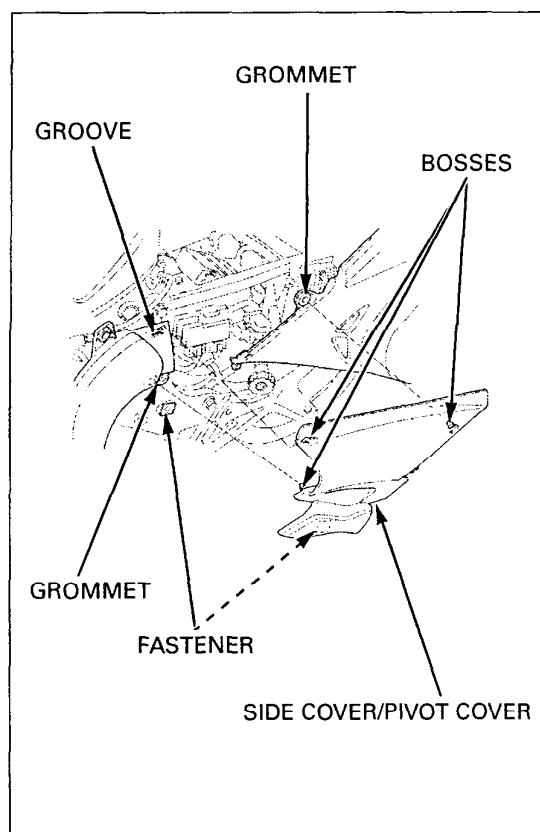 GROMMET
GROOVE
BOSSES
GROMMET
FASTENER
SIDE COVER/PIVOT COVER